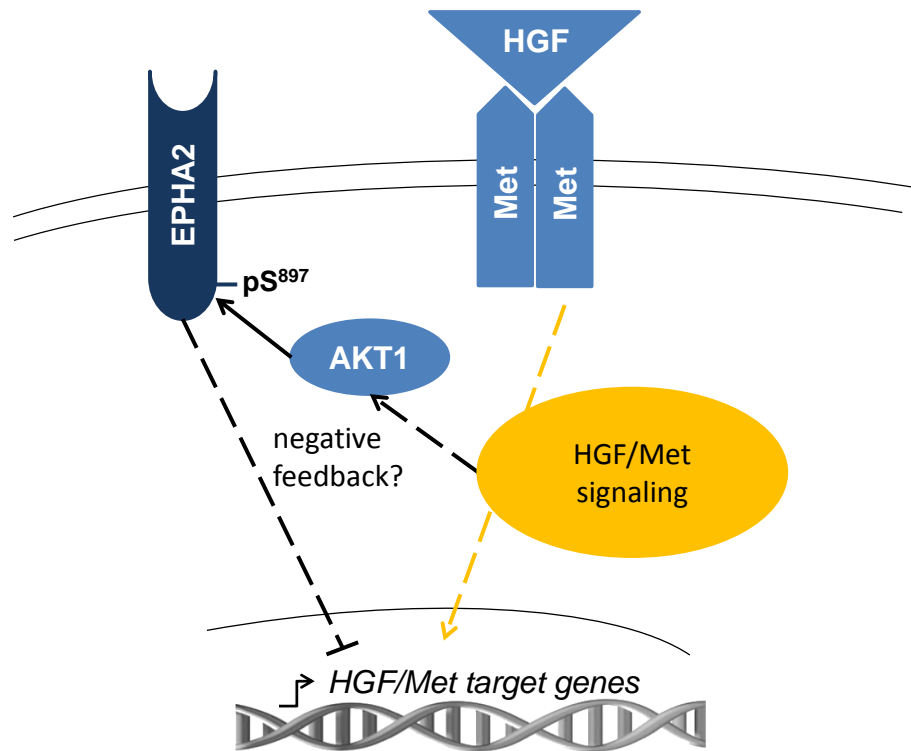 HGF
EPHA2
Met
Met
pS⁸⁹⁷
AKT1
negative
feedback?
HGF/Met
signaling
HGF/Met target genes